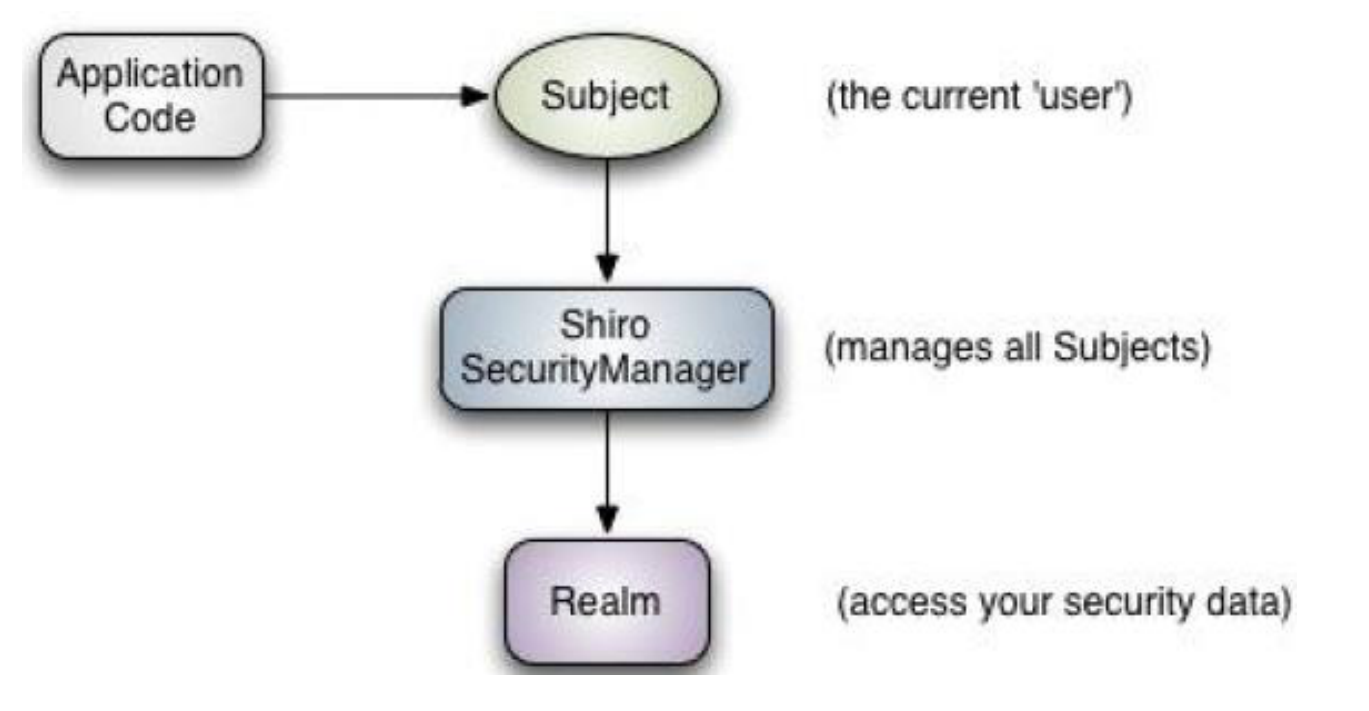 Application
Code
Subject
(the current 'user')
Shiro
SecurityManager
(manages all Subjects)
Realm
(access your security data)